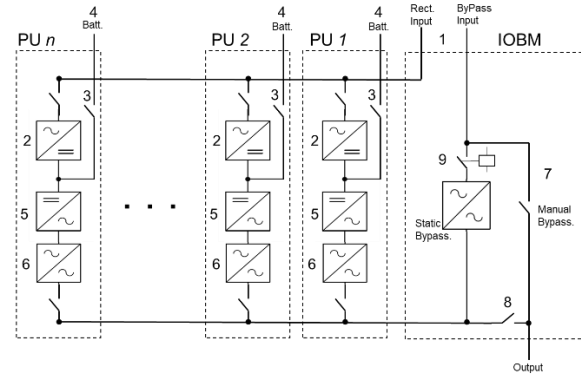 4
Batt.
PU n
3
2
5
6
4
Batt.
PU 2
3
2
5
6
4
Batt.
PU 1
3
2
5
6
Rect.
Input
ByPass
Input
1
IOBM
9
7
Manual
Bypass.
Static
Bypass.
8
Output